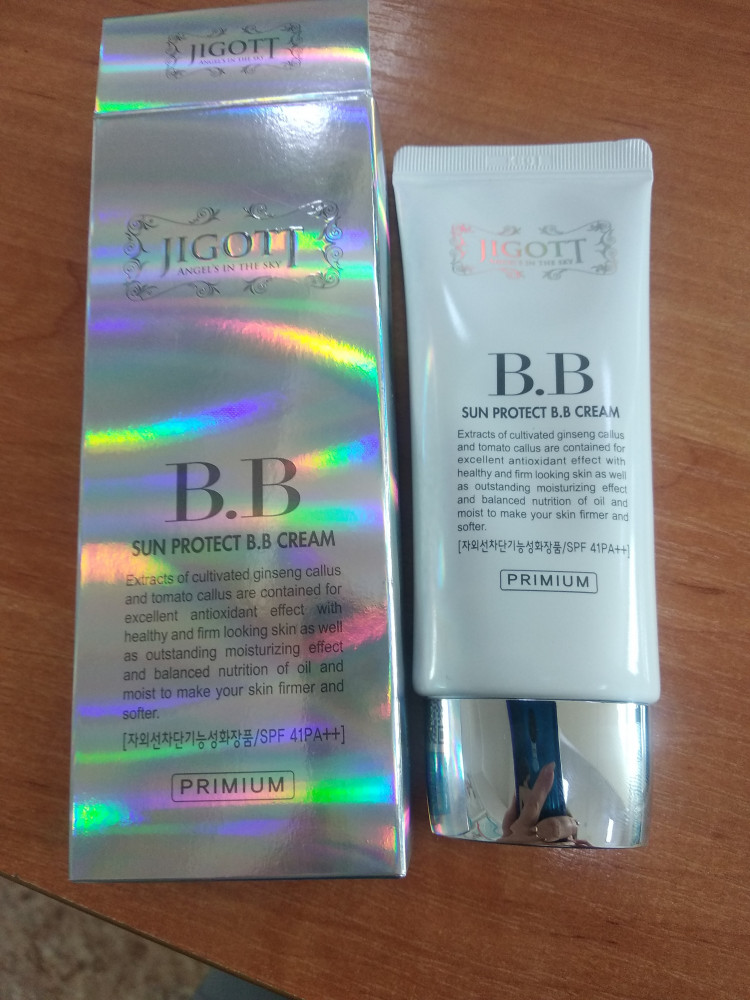 JIGOTT
ANGEL'S IN THE SKY
JIGOTT
ANGEL'S IN THE SKY
B.B
SUN PROTECT B.B CREAM
Extracts of cultivated ginseng callus
and tomato callus are contained for
excellent antioxidant effect with
healthy and firm looking skin as well
as outstanding moisturizing effect
and balanced nutrition of oil and
moist to make your skin firmer and
softer.
[자외선차단기능성화장품/SPF 41PA++]
PRIMIUM
JIGOTT
ANGEL'S IN THE SKY
B.B
SUN PROTECT B.B CREAM
Extracts of cultivated ginseng callus
and tomato callus are contained for
excellent antioxidant effect with
healthy and firm looking skin as well
as outstanding moisturizing effect
and balanced nutrition of oil and
moist to make your skin firmer and
softer.
[자외선차단기능성화장품/SPF 41PA++]
PRIMIUM